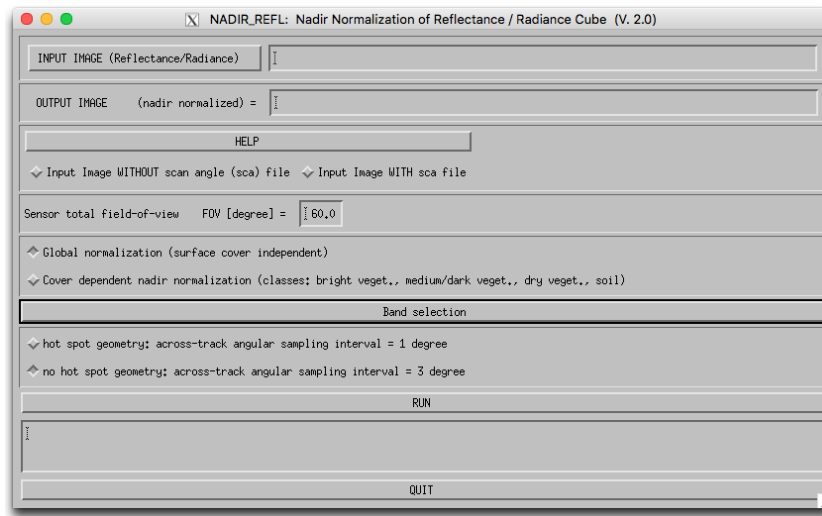 NADIR_REFL: Nadir Normalization of Reflectance / Radiance Cube (V. 2.0)
INPUT IMAGE (Reflectance/Radiance)
OUTPUT IMAGE (nadir normalized) =
HELP
Input Image WITHOUT scan angle (sca) file Input Image WITH sca file
Sensor total field-of-view FOV [degree] = 60.0
Global normalization (surface cover independent)
Cover dependent nadir normalization (classes: bright veget., medium/dark veget., dry veget., soil)
Band selection
hot spot geometry: across-track angular sampling interval = 1 degree
no hot spot geometry: across-track angular sampling interval = 3 degree
RUN
QUIT